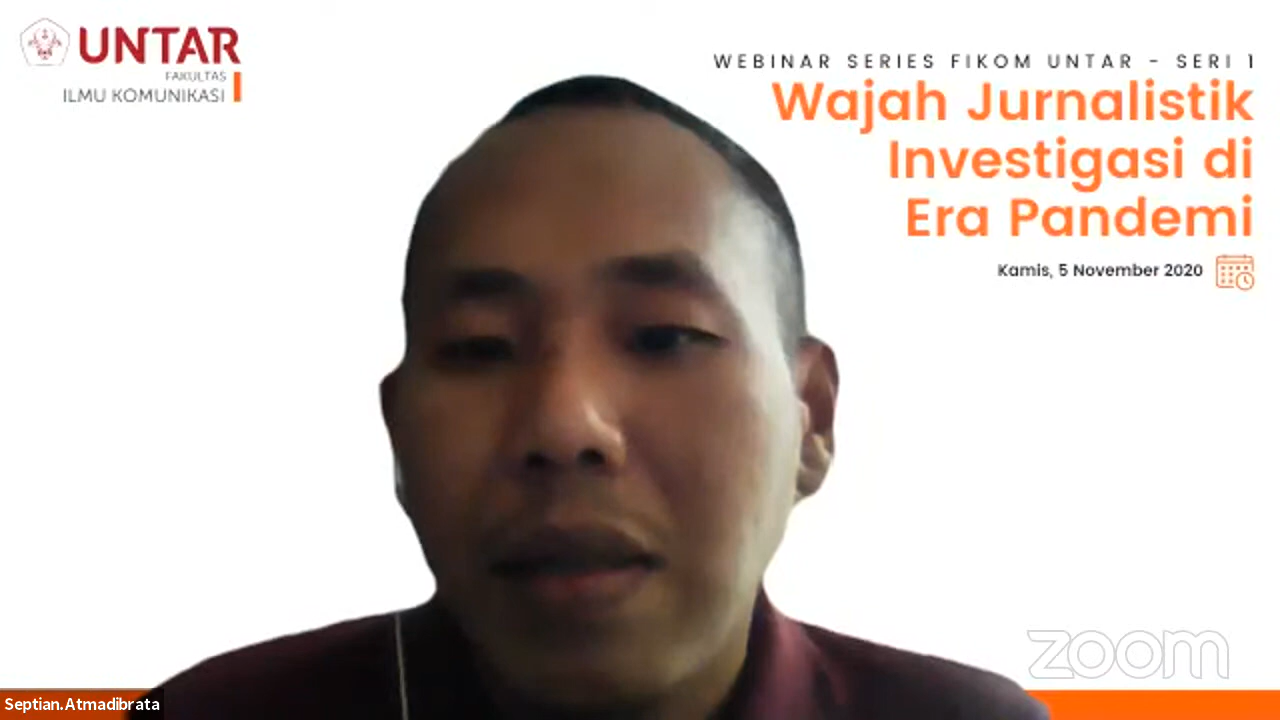 UNTAR
FAKULTAS
ILMU KOMUNIKASI
WEBINAR SERIES FIKOM UNTAR - SERI 1
Wajah Jurnalistik
Investigasi di
Era Pandemi
Kamis, 5 November 2020
zoom
Septian.Atmadibrata